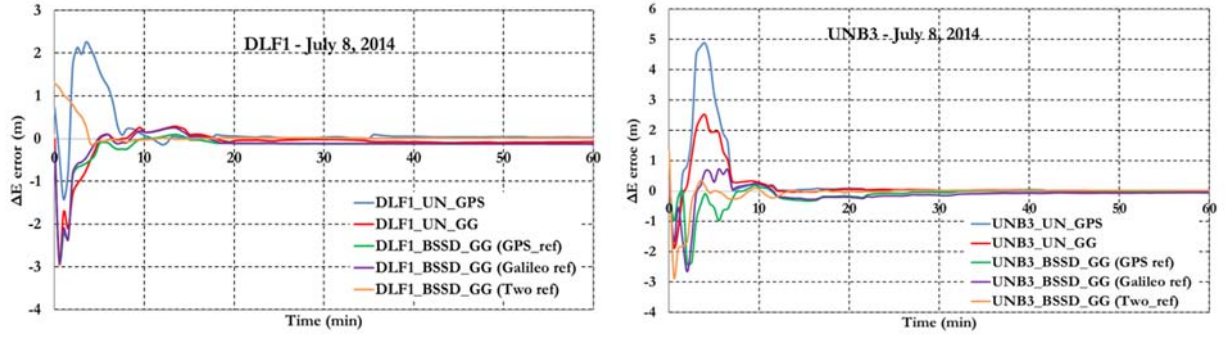 DLF1 - July 8, 2014
ΔE error (m)
3
2
1
0
-1
-2
-3
-4
0
10
20
30
40
50
60
Time (min)
DLF1_UN_GPS
DLF1_UN_GG
DLF1_BSSD_GG (GPS_ref)
DLF1_BSSD_GG (Galileo ref)
DLF1_BSSD_GG (Two ref)
UNB3 - July 8, 2014
ΔE erroe (m)
6
5
4
3
2
1
0
-1
-2
-3
-4
0
10
20
30
40
50
60
Time (min)
UNB3_UN_GPS
UNB3_UN_GG
UNB3_BSSD_GG (GPS ref)
UNB3_BSSD_GG (Galileo ref)
UNB3_BSSD_GG (Two_ref)